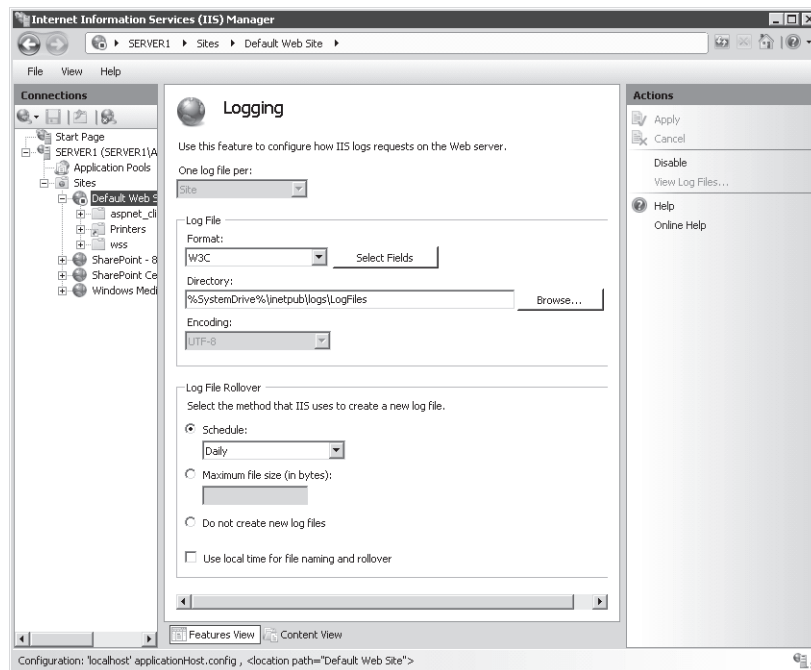 Internet Information Services (IIS) Manager
SERVER1 Sites Default Web Site
File View Help
Connections
Start Page
SERVER1 (SERVER1\A
Application Pools
Sites
Default Web S
aspnet_cli
Printers
wss
SharePoint - 8
SharePoint Ce
Windows Medi
Logging
Use this feature to configure how IIS logs requests on the Web server.
One log file per:
Site
Log File
Format:
W3C
Select Fields
Directory:
%SystemDrive%\inetpub\logs\LogFiles
Browse...
Encoding:
UTF-8
Log File Rollover
Select the method that IIS uses to create a new log file.
Schedule:
Daily
Maximum file size (in bytes):
Do not create new log files
Use local time for file naming and rollover
Features View Content View
Actions
Apply
Cancel
Disable
View Log Files...
Help
Online Help
Configuration: 'localhost' applicationHost.config , <location path="Default Web Site">